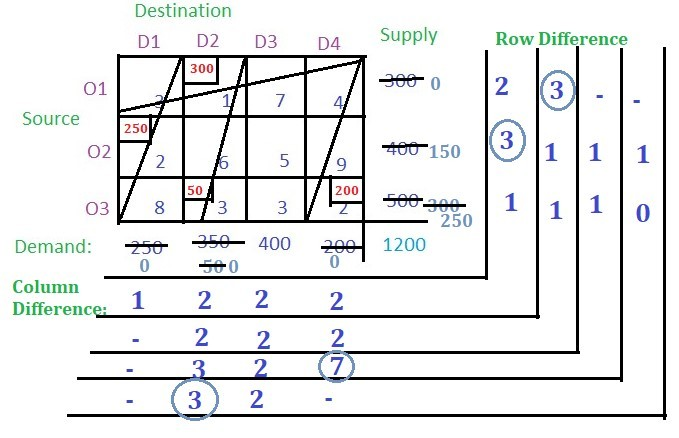 Destination
D1 D2 D3 D4 Supply Row Difference
O1 300 3 1 7 4 300 0 2 3 - -
Source
O2 250 2 6 5 9 400 150 3 1 1 1
O3 8 50 3 3 200 2 500 300 250 1 1 1 0
Demand: 250 350 400 200 1200
0 50 0 0
Column
Difference: 1 2 2 2
- 2 2 2
- 3 2 7
- 3 2 -